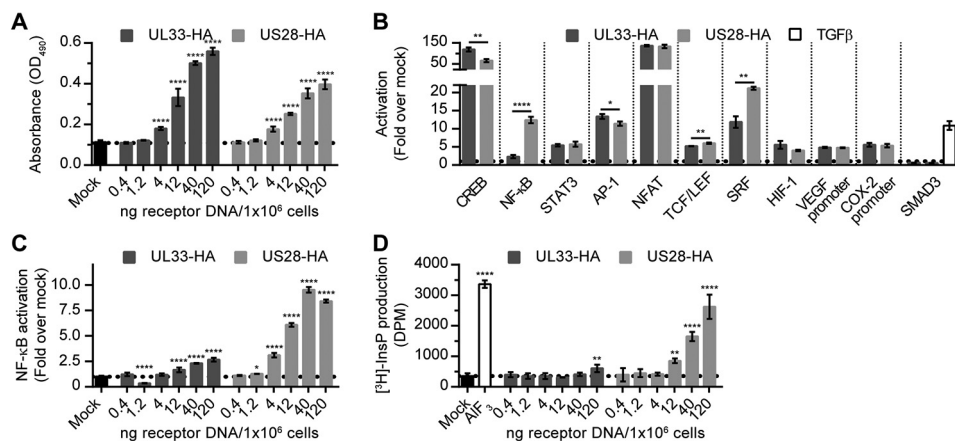 A
UL33-HA US28-HA
Absorbance (OD490)
0.6
0.4
0.2
0.0
**** **** **** **** **** **** **** ****
Mock 0.4 1.2 4 12 40 120 0.4 1.2 4 12 40 120
ng receptor DNA/1x10⁶ cells
B
UL33-HA US28-HA TGFβ
Activation
(Fold over mock)
150
50
20
15
10
5
0
** **** * ** **
CREB NF-κB STAT3 AP-1 NFAT TCF/LEF SRF HIF-1 VEGF promoter COX-2 promoter SMAD3
C
UL33-HA US28-HA
NF-κB activation
(Fold over mock)
10.0
7.5
5.0
2.5
0.0
**** **** **** **** * **** **** **** ****
Mock 0.4 1.2 4 12 40 120 0.4 1.2 4 12 40 120
ng receptor DNA/1x10⁶ cells
D
UL33-HA US28-HA
[³H]-InsP production
(DPM)
4000
3000
2000
1000
0
**** ** ** **** ****
Mock AlF3 0.4 1.2 4 12 40 120 0.4 1.2 4 12 40 120
ng receptor DNA/1x10⁶ cells